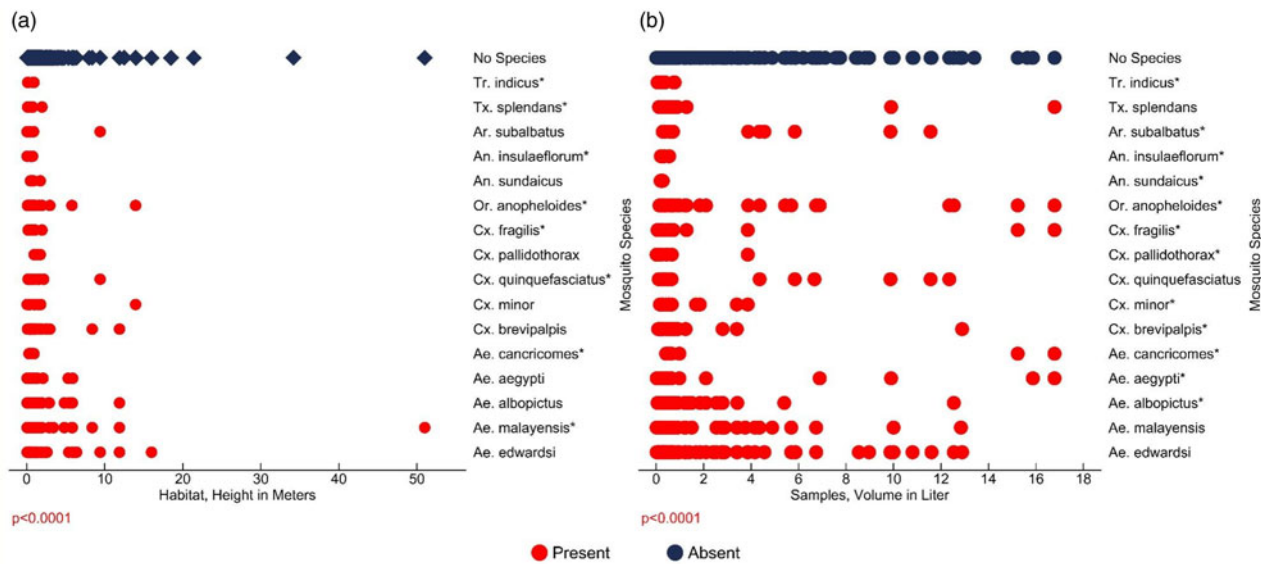 (a)
No Species
Tr. indicus*
Tx. splendans*
Ar. subalbatus
An. insulaeflorum*
An. sundaicus
Or. anopheloides*
Cx. fragilis*
Cx. pallidothorax
Cx. quinquefasciatus*
Cx. minor
Cx. brevipalpis
Ae. cancricomes*
Ae. aegypti
Ae. albopictus
Ae. malayensis*
Ae. edwardsi
Mosquito Species
0 10 20 30 40 50
Habitat, Height in Meters
p<0.0001
(b)
No Species
Tr. indicus*
Tx. splendans
Ar. subalbatus*
An. insulaeflorum*
An. sundaicus*
Or. anopheloides*
Cx. fragilis*
Cx. pallidothorax*
Cx. quinquefasciatus
Cx. minor*
Cx. brevipalpis*
Ae. cancricomes*
Ae. aegypti*
Ae. albopictus*
Ae. malayensis
Ae. edwardsi
Mosquito Species
0 2 4 6 8 10 12 14 16 18
Samples, Volume in Liter
p<0.0001
Present Absent